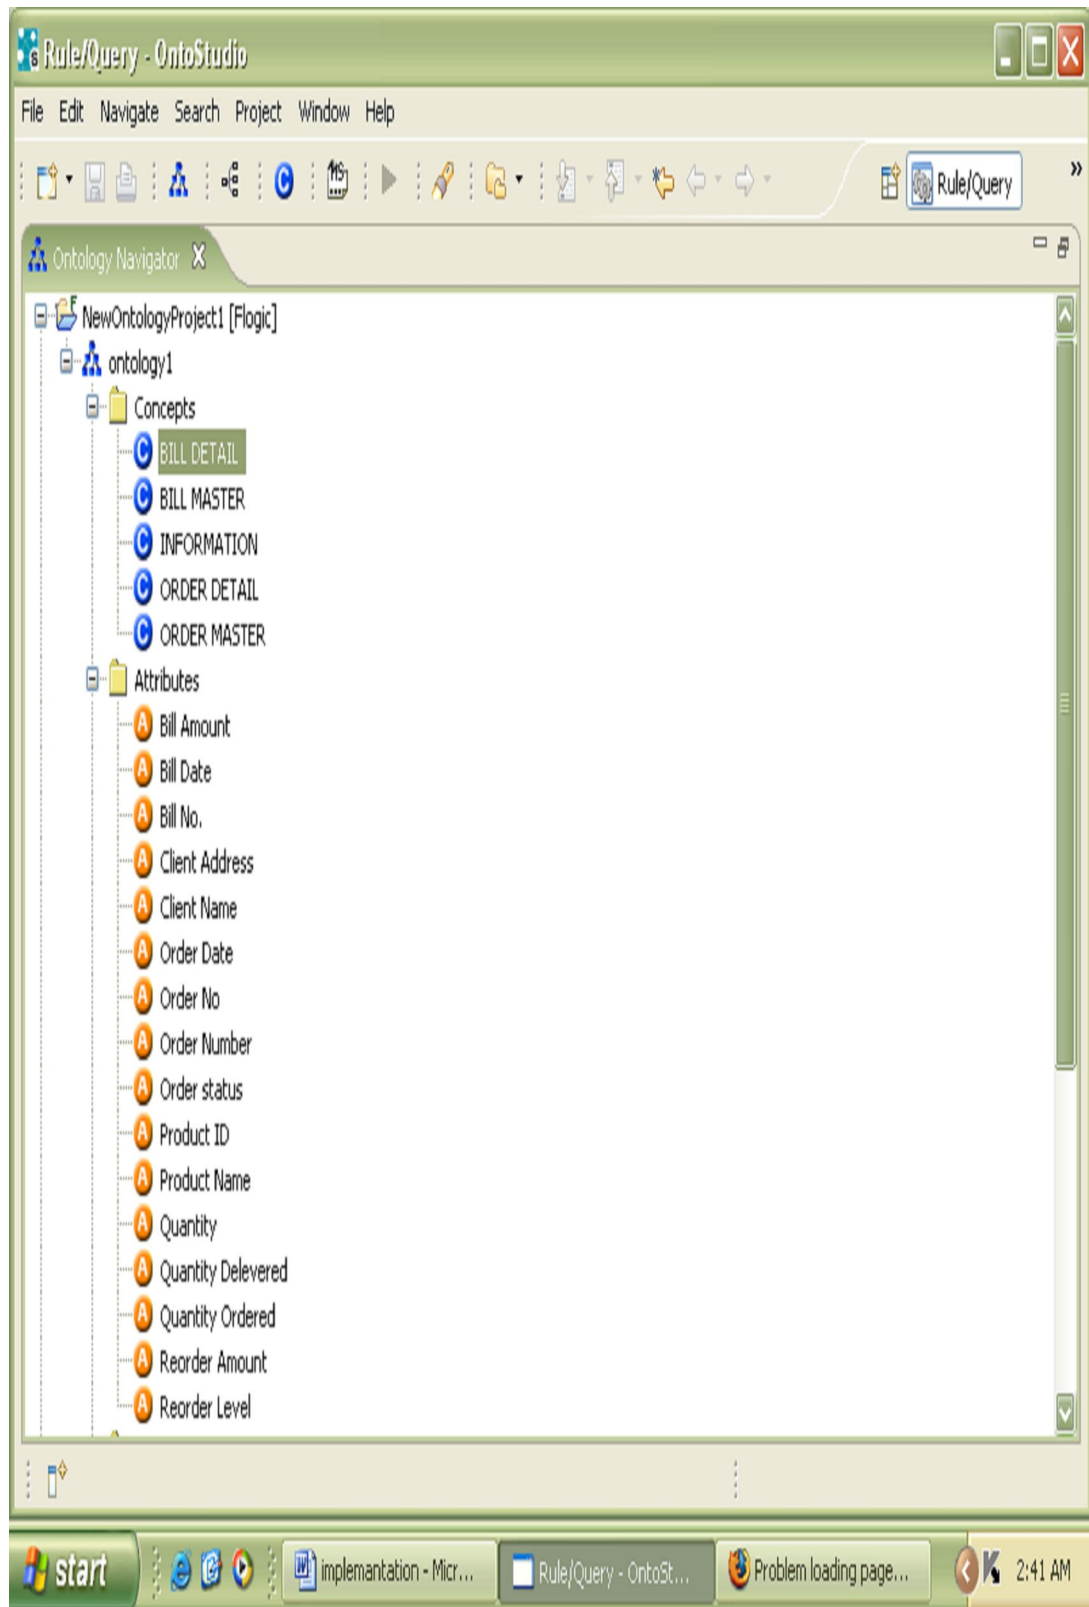 Rule/Query - OntoStudio
File Edit Navigate Search Project Window Help
Rule/Query »
Ontology Navigator
NewOntologyProject1 [Flogic]
ontology1
Concepts
BILL DETAIL
BILL MASTER
INFORMATION
ORDER DETAIL
ORDER MASTER
Attributes
Bill Amount
Bill Date
Bill No.
Client Address
Client Name
Order Date
Order No
Order Number
Order status
Product ID
Product Name
Quantity
Quantity Delevered
Quantity Ordered
Reorder Amount
Reorder Level
start implemantation - Micr... Rule/Query - OntoSt... Problem loading page... 2:41 AM